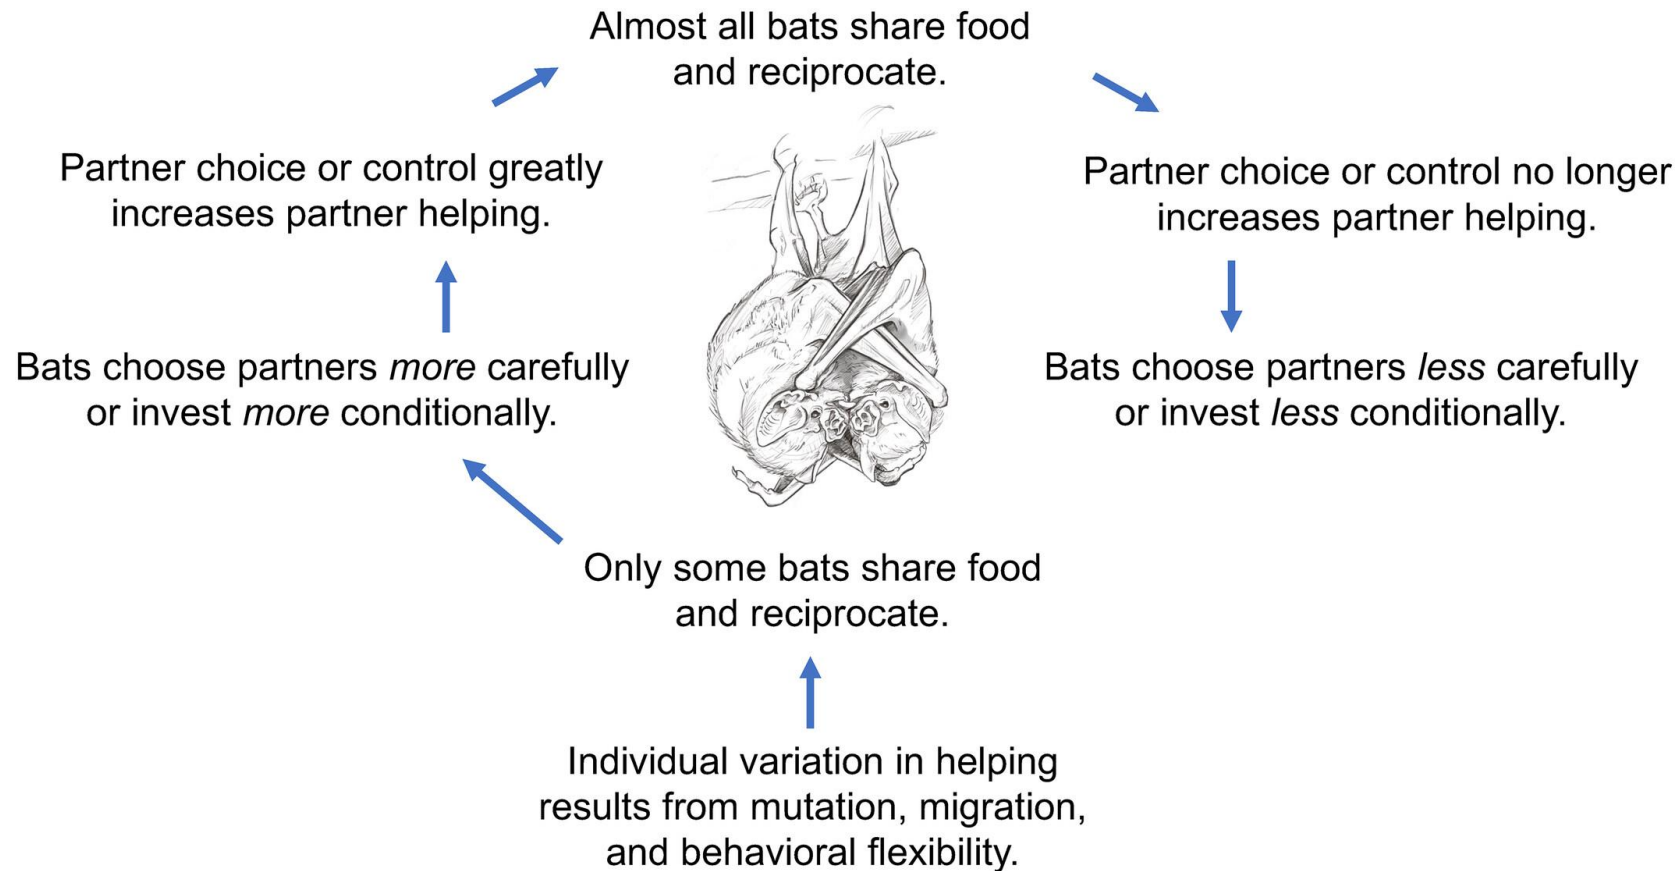 Almost all bats share food
and reciprocate.
Partner choice or control greatly
increases partner helping.
Partner choice or control no longer
increases partner helping.
Bats choose partners more carefully
or invest more conditionally.
Bats choose partners less carefully
or invest less conditionally.
Only some bats share food
and reciprocate.
Individual variation in helping
results from mutation, migration,
and behavioral flexibility.